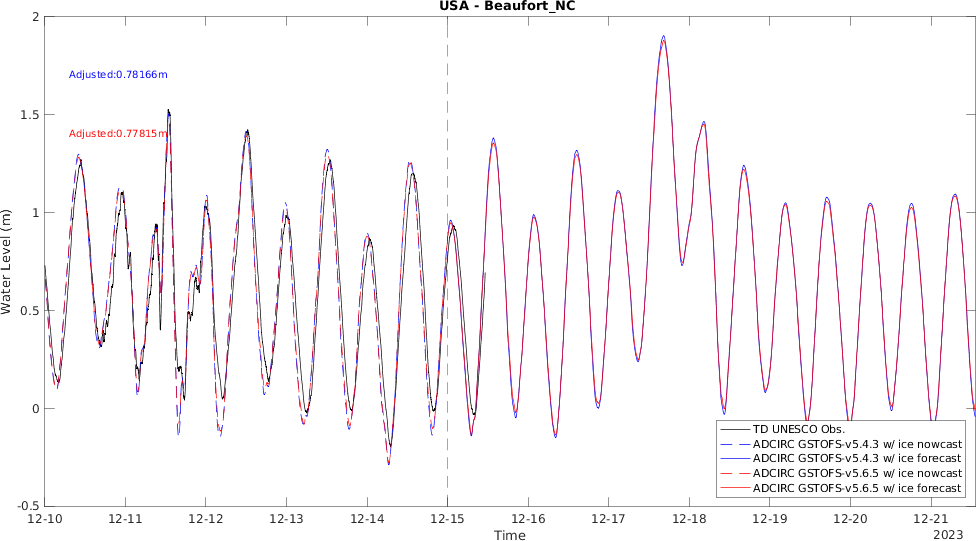 USA - Beaufort_NC
2
1.5
1
0.5
0
-0.5
Water Level (m)
Adjusted:0.78166m
Adjusted:0.77815m
TD UNESCO Obs.
ADCIRC GSTOFS-v5.4.3 w/ ice nowcast
ADCIRC GSTOFS-v5.4.3 w/ ice forecast
ADCIRC GSTOFS-v5.6.5 w/ ice nowcast
ADCIRC GSTOFS-v5.6.5 w/ ice forecast
12-10 12-11 12-12 12-13 12-14 12-15 12-16 12-17 12-18 12-19 12-20 12-21
Time
2023